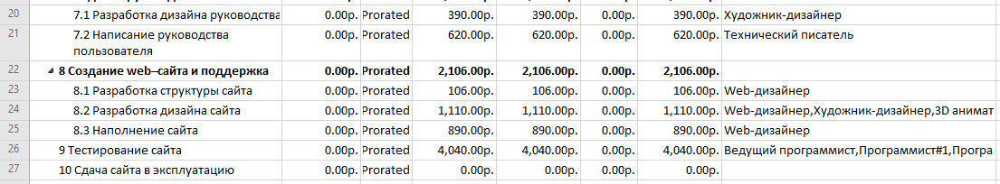 20 7.1 Разработка дизайна руководства 0.00р. Prorated 390.00р. 390.00р. 0.00р. 390.00р. Художник-дизайнер
21 7.2 Написание руководства 0.00р. Prorated 620.00р. 620.00р. 0.00р. 620.00р. Технический писатель
пользователя
22 8 Создание web–сайта и поддержка 0.00р. Prorated 2,106.00р. 2,106.00р. 0.00р. 2,106.00р.
23 8.1 Разработка структуры сайта 0.00р. Prorated 106.00р. 106.00р. 0.00р. 106.00р. Web-дизайнер
24 8.2 Разработка дизайна сайта 0.00р. Prorated 1,110.00р. 1,110.00р. 0.00р. 1,110.00р. Web-дизайнер,Художник-дизайнер,3D анимат
25 8.3 Наполнение сайта 0.00р. Prorated 890.00р. 890.00р. 0.00р. 890.00р. Web-дизайнер
26 9 Тестирование сайта 0.00р. Prorated 4,040.00р. 4,040.00р. 0.00р. 4,040.00р. Ведущий программист,Программист#1,Програ
27 10 Сдача сайта в эксплуатацию 0.00р. Prorated 0.00р. 0.00р. 0.00р. 0.00р.